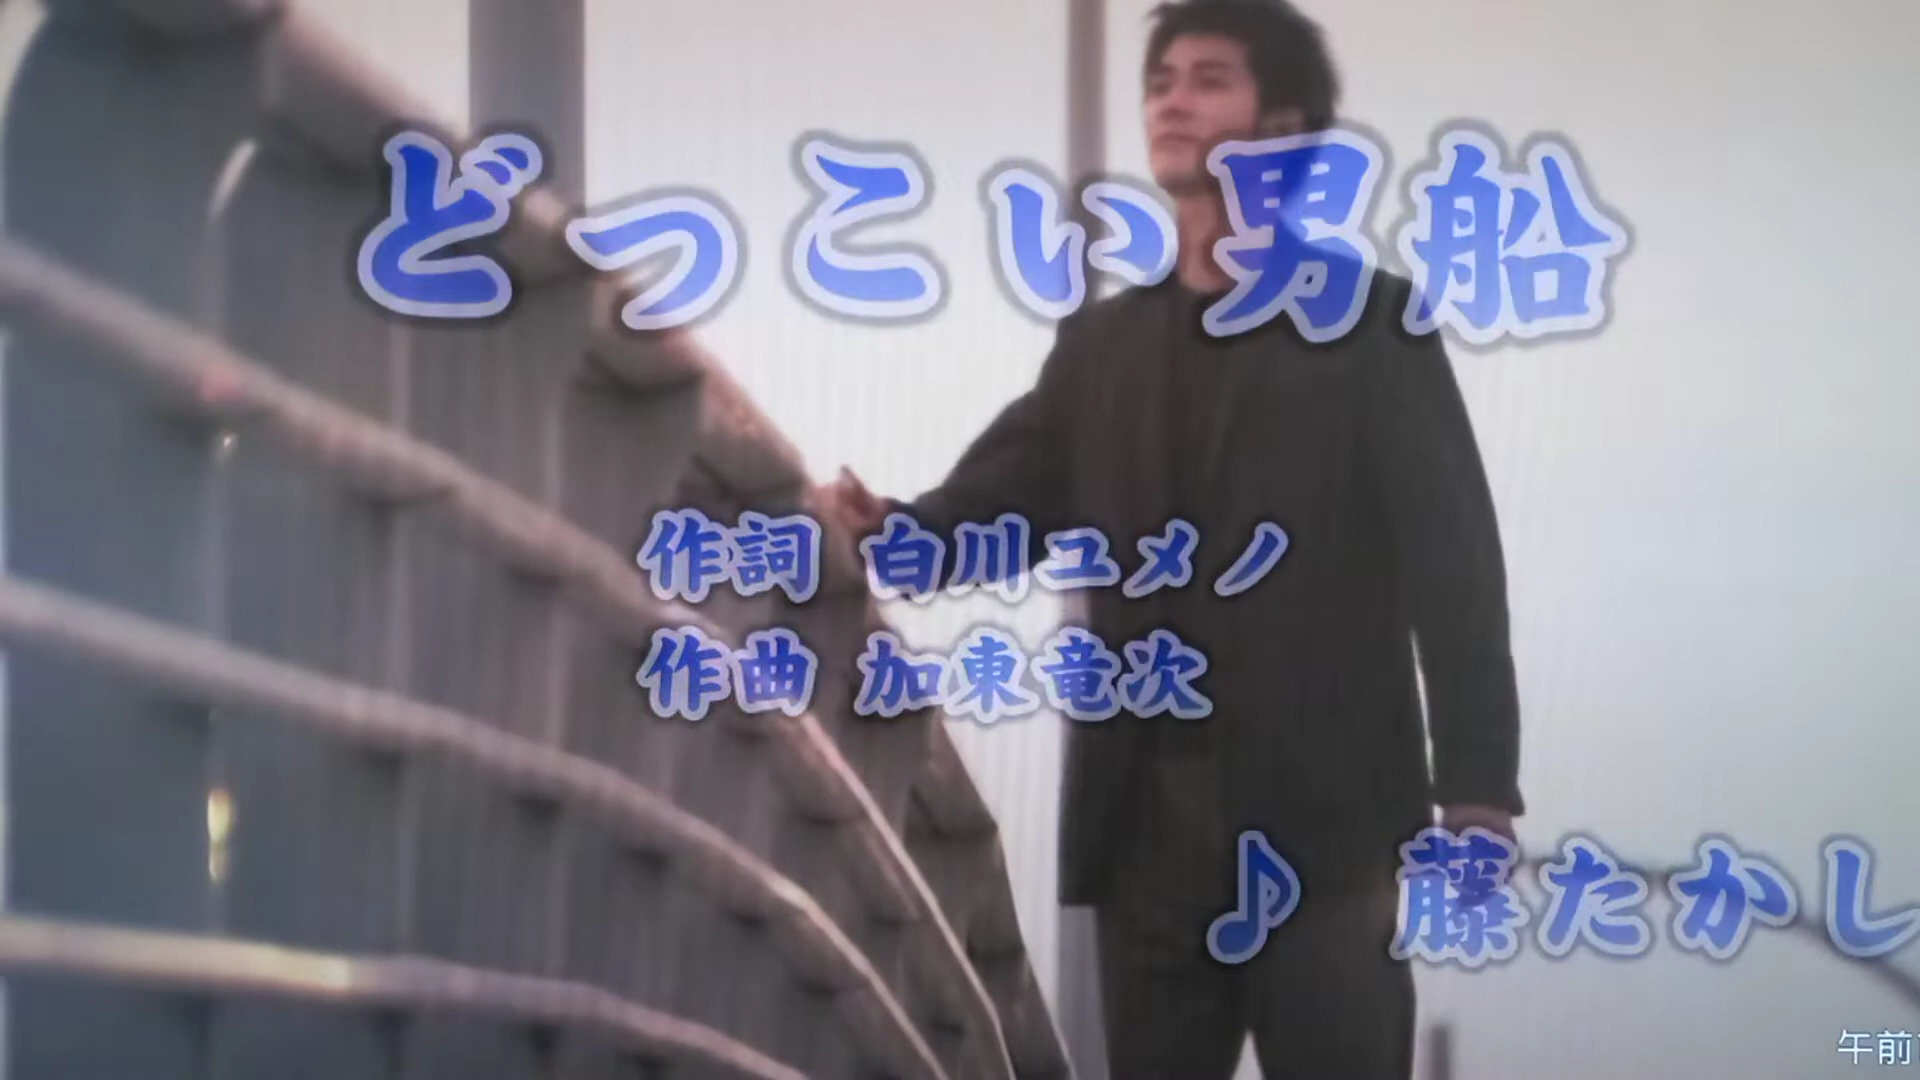 どっこい男船
作詞 白川ユメノ
作曲 加東竜次
♪ 藤たかし
午前